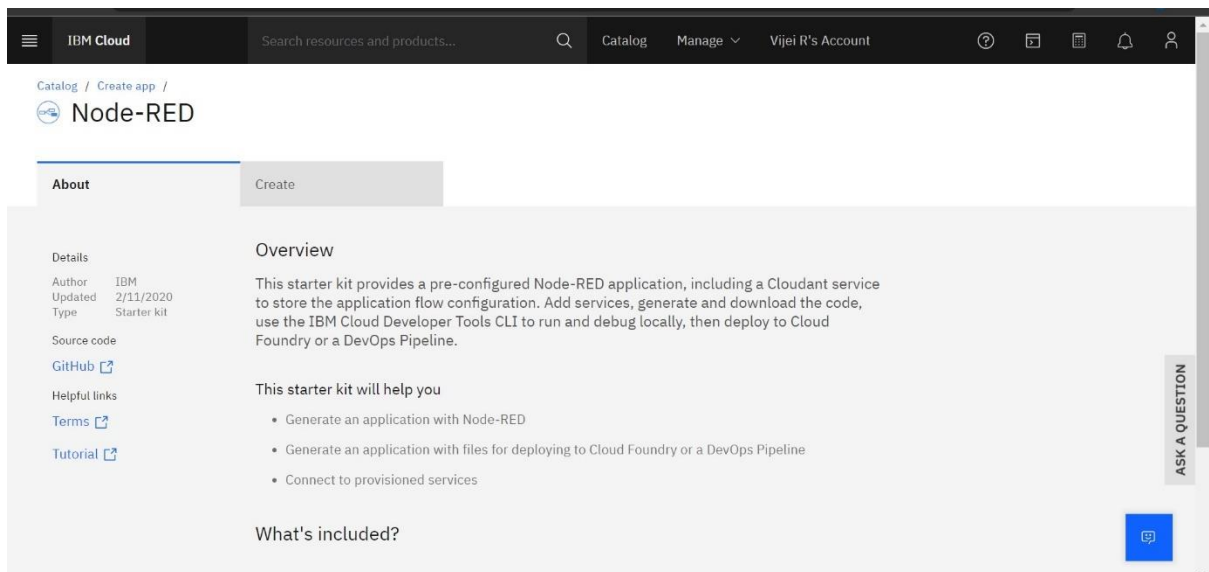 IBM Cloud
Search resources and products...
Catalog
Manage
Vijei R's Account
Catalog / Create app /
Node-RED
About
Create
Details
Author IBM
Updated 2/11/2020
Type Starter kit
Source code
GitHub
Helpful links
Terms
Tutorial
Overview
This starter kit provides a pre-configured Node-RED application, including a Cloudant service
to store the application flow configuration. Add services, generate and download the code,
use the IBM Cloud Developer Tools CLI to run and debug locally, then deploy to Cloud
Foundry or a DevOps Pipeline.
This starter kit will help you
• Generate an application with Node-RED
• Generate an application with files for deploying to Cloud Foundry or a DevOps Pipeline
• Connect to provisioned services
What's included?
ASK A QUESTION